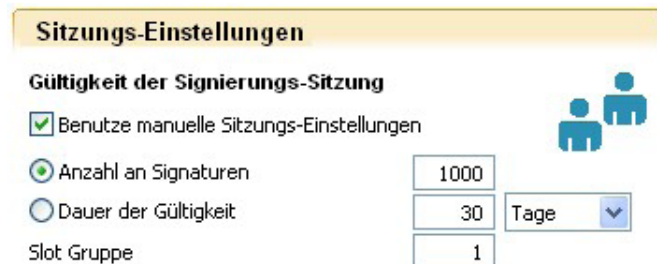 Sitzungs-Einstellungen
Gültigkeit der Signierungs-Sitzung
Benutze manuelle Sitzungs-Einstellungen
Anzahl an Signaturen 1000
Dauer der Gültigkeit 30 Tage
Slot Gruppe 1